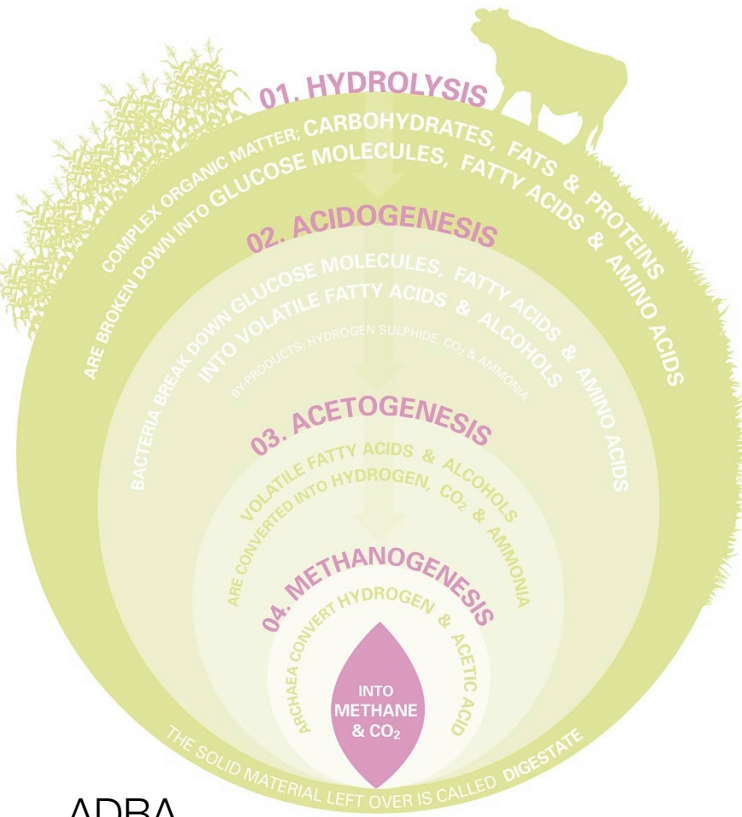 01. HYDROLYSIS
COMPLEX ORGANIC MATTER; CARBOHYDRATES, FATS & PROTEINS
ARE BROKEN DOWN INTO GLUCOSE MOLECULES, FATTY ACIDS & AMINO ACIDS
02. ACIDOGENESIS
BACTERIA BREAK DOWN GLUCOSE MOLECULES, FATTY ACIDS & AMINO ACIDS
INTO VOLATILE FATTY ACIDS & ALCOHOLS
BY-PRODUCTS: HYDROGEN SULPHIDE, CO₂ & AMMONIA
03. ACETOGENESIS
VOLATILE FATTY ACIDS & ALCOHOLS
ARE CONVERTED INTO HYDROGEN, CO₂ & AMMONIA
04. METHANOGENESIS
ARCHAEA CONVERT HYDROGEN & ACETIC ACID
INTO
METHANE
& CO₂
THE SOLID MATERIAL LEFT OVER IS CALLED DIGESTATE
ADBA